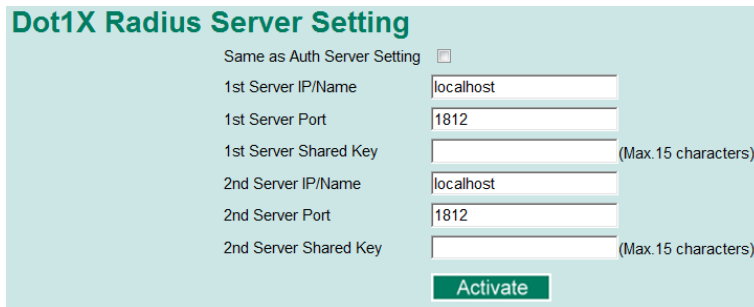 Dot1X Radius Server Setting
Same as Auth Server Setting
1st Server IP/Name localhost
1st Server Port 1812
1st Server Shared Key (Max.15 characters)
2nd Server IP/Name localhost
2nd Server Port 1812
2nd Server Shared Key (Max.15 characters)
Activate